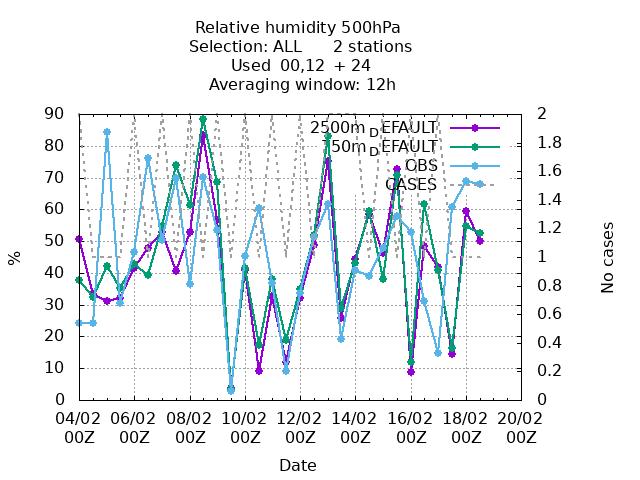 Relative humidity 500hPa
Selection: ALL 2 stations
Used 00,12 + 24
Averaging window: 12h
90 2
80 1.8
70 1.6
60 1.4
50 1.2
40 1
30 0.8
20 0.6
10 0.4
0 0.2
0
2500m DEFAULT
750m DEFAULT
OBS
CASES
%
No cases
04/02 06/02 08/02 10/02 12/02 14/02 16/02 18/02 20/02
00Z 00Z 00Z 00Z 00Z 00Z 00Z 00Z 00Z
Date